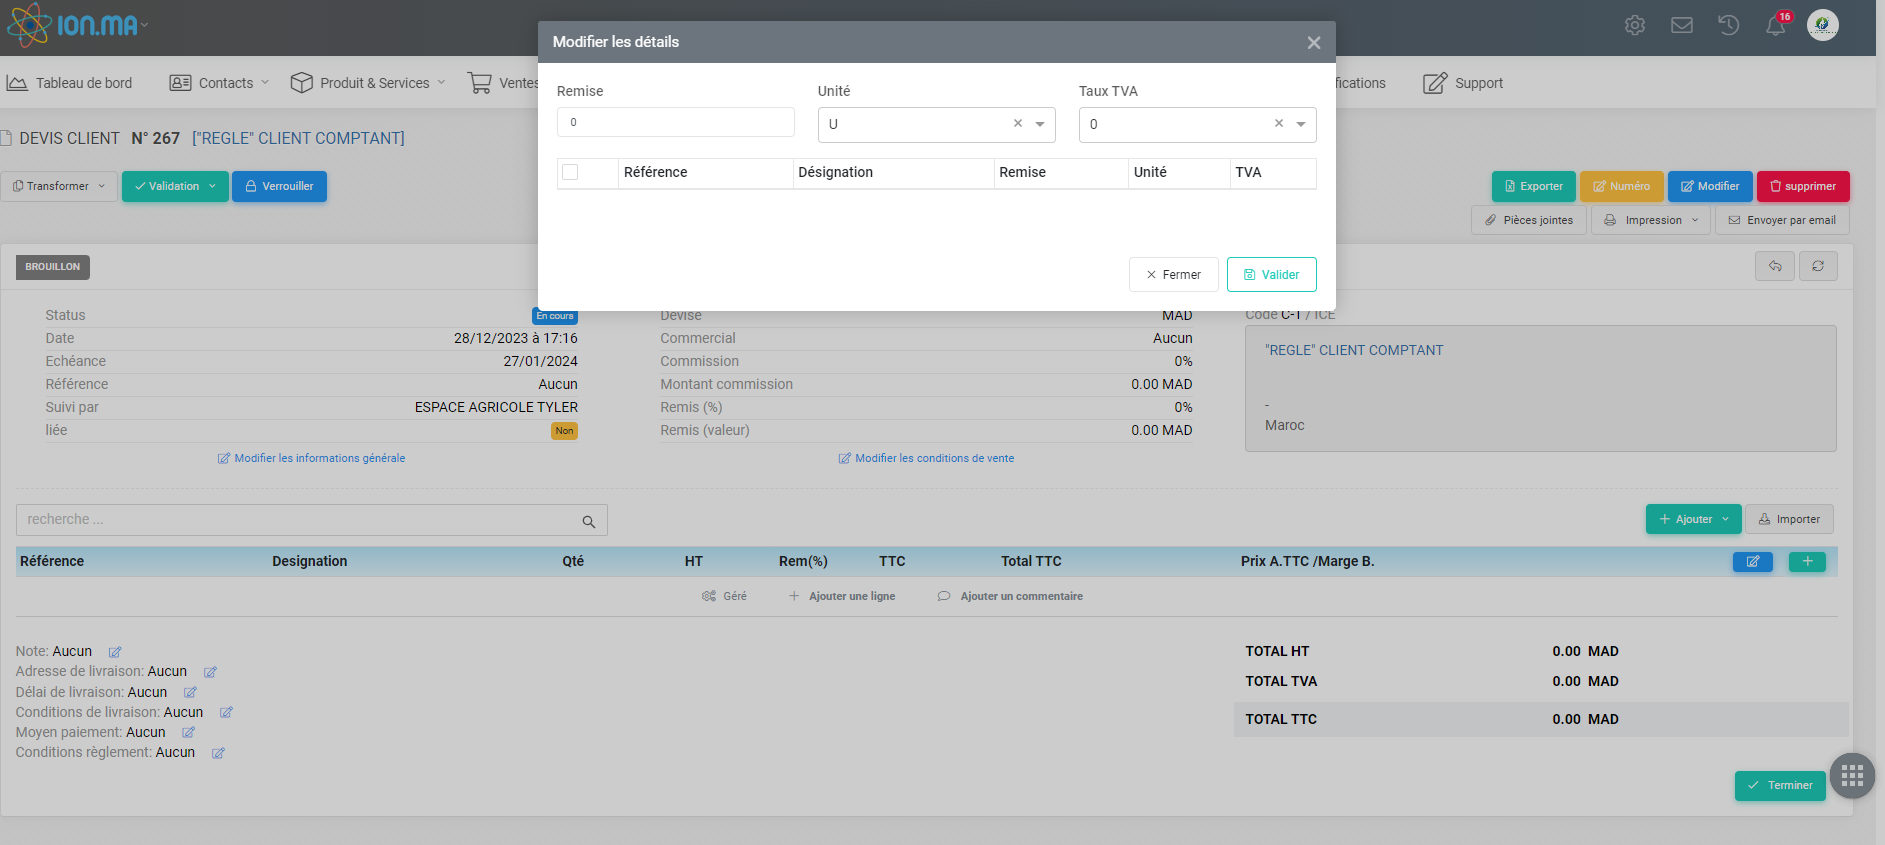 ION.MA
Modifier les détails
16
Tableau de bord
Contacts
Produit & Services
Ventes
Support
Remise
Unité
Taux TVA
0
U
0
DEVIS CLIENT N° 267 ["REGLE" CLIENT COMPTANT]
Référence
Désignation
Remise
Unité
TVA
Transformer
Validation
Verrouiller
Exporter
Numéro
Modifier
supprimer
Pièces jointes
Impression
Envoyer par email
BROUILLON
Fermer
Valider
Status
En cours
Date
28/12/2023 à 17:16
Echéance
27/01/2024
Référence
Aucun
Suivi par
ESPACE AGRICOLE TYLER
liée
Non
Modifier les informations générale
Devise
MAD
Commercial
Aucun
Commission
0%
Montant commission
0.00 MAD
Remis (%)
0%
Remis (valeur)
0.00 MAD
Modifier les conditions de vente
Code C-1 / ICE
"REGLE" CLIENT COMPTANT
-
Maroc
recherche ...
Ajouter
Importer
Référence
Designation
Qté
HT
Rem(%)
TTC
Total TTC
Prix A.TTC /Marge B.
Géré
Ajouter une ligne
Ajouter un commentaire
Note: Aucun
Adresse de livraison: Aucun
Délai de livraison: Aucun
Conditions de livraison: Aucun
Moyen paiement: Aucun
Conditions règlement: Aucun
TOTAL HT
0.00 MAD
TOTAL TVA
0.00 MAD
TOTAL TTC
0.00 MAD
Terminer